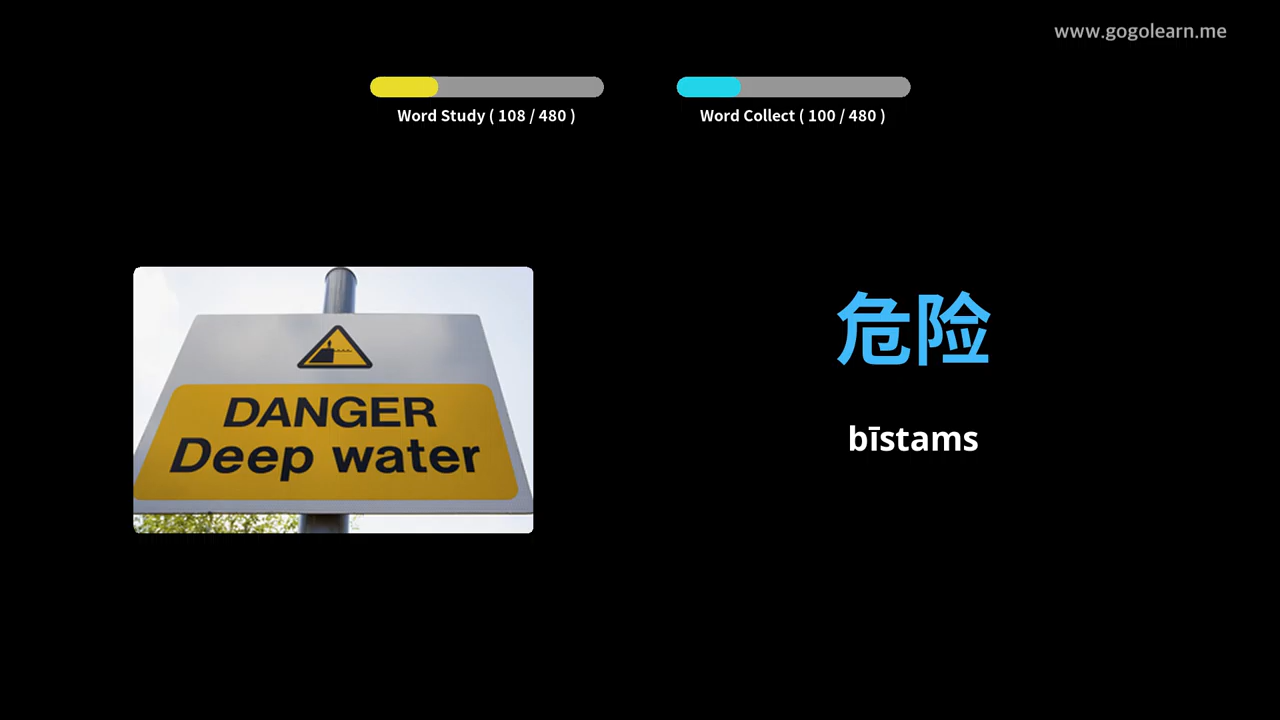 www.gogolearn.me
Word Study ( 108 / 480 )
Word Collect ( 100 / 480 )
DANGER
Deep water
危险
bīstams